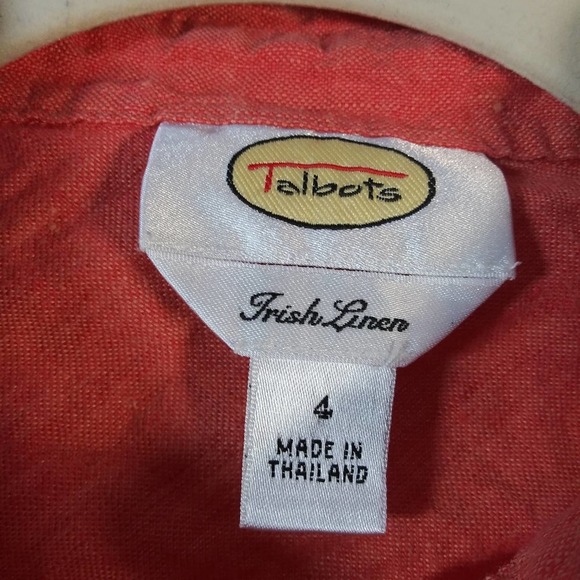 Talbots
Irish Linen
4
MADE IN
THAILAND